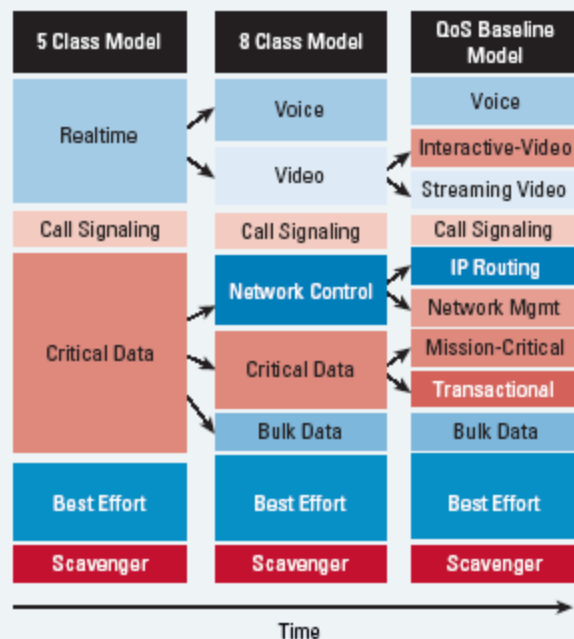 5 Class Model
8 Class Model
QoS Baseline
Model
Realtime
Voice
Voice
Video
Interactive-Video
Streaming Video
Call Signaling
Call Signaling
Call Signaling
Critical Data
Network Control
IP Routing
Network Mgmt
Critical Data
Mission-Critical
Transactional
Bulk Data
Bulk Data
Best Effort
Best Effort
Best Effort
Scavenger
Scavenger
Scavenger
Time